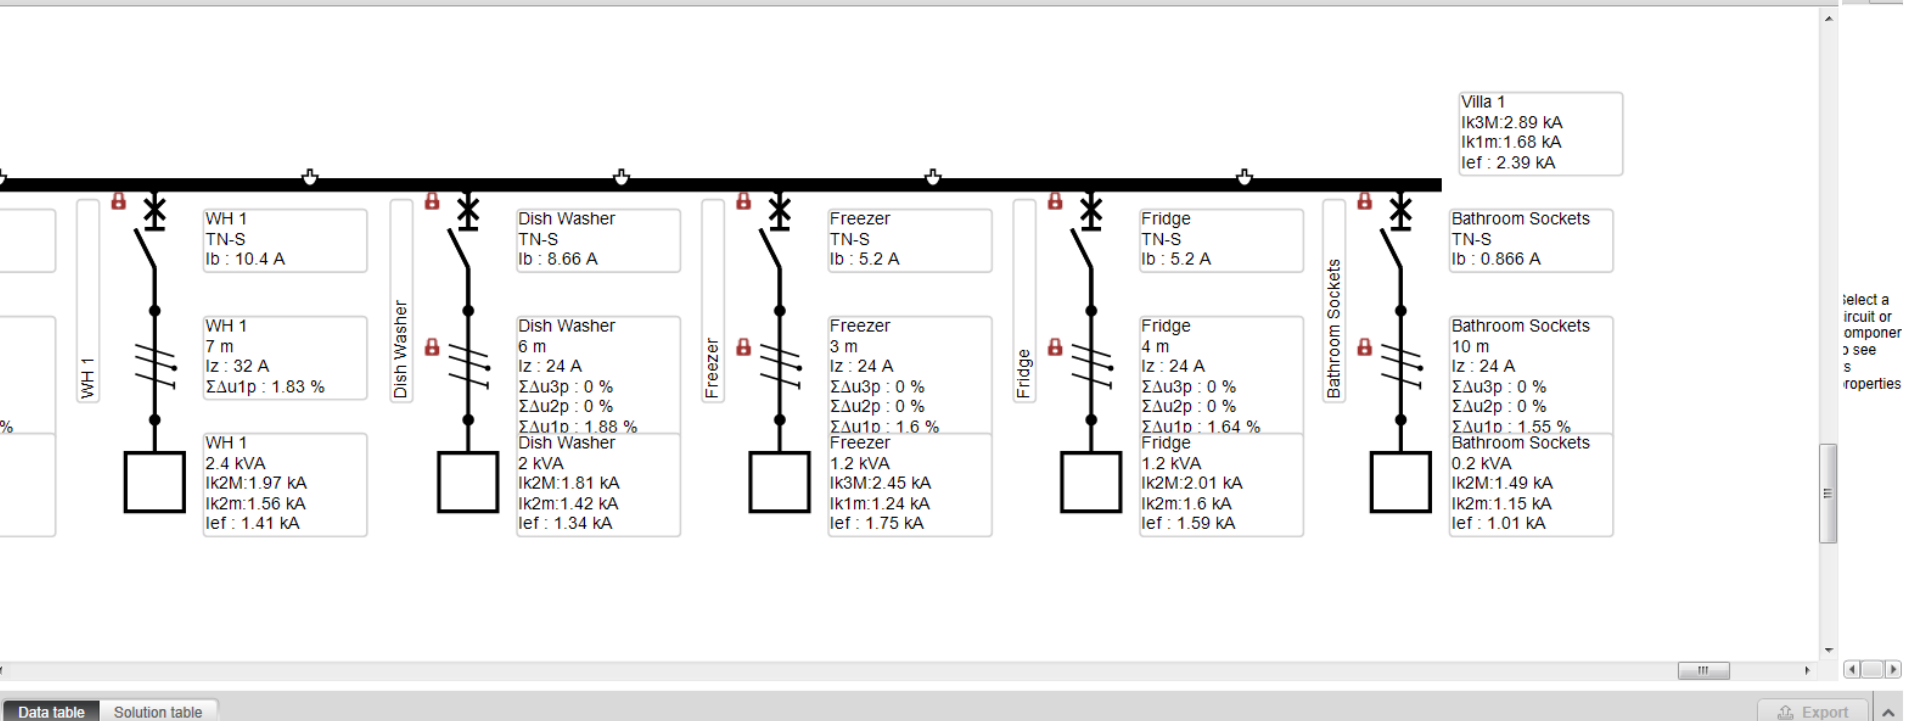 Villa 1
Ik3M:2.89 kA
Ik1m:1.68 kA
Ief : 2.39 kA
WH 1
WH 1
TN-S
Ib : 10.4 A
WH 1
7 m
Iz : 32 A
ΣΔu1p : 1.83 %
WH 1
2.4 kVA
Ik2M:1.97 kA
Ik2m:1.56 kA
Ief : 1.41 kA
Dish Washer
Dish Washer
TN-S
Ib : 8.66 A
Dish Washer
6 m
Iz : 24 A
ΣΔu3p : 0 %
ΣΔu2p : 0 %
ΣΔu1p : 1.88 %
Dish Washer
2 kVA
Ik2M:1.81 kA
Ik2m:1.42 kA
Ief : 1.34 kA
Freezer
Freezer
TN-S
Ib : 5.2 A
Freezer
3 m
Iz : 24 A
ΣΔu3p : 0 %
ΣΔu2p : 0 %
ΣΔu1p : 1.6 %
Freezer
1.2 kVA
Ik3M:2.45 kA
Ik1m:1.24 kA
Ief : 1.75 kA
Fridge
Fridge
TN-S
Ib : 5.2 A
Fridge
4 m
Iz : 24 A
ΣΔu3p : 0 %
ΣΔu2p : 0 %
ΣΔu1p : 1.64 %
Fridge
1.2 kVA
Ik2M:2.01 kA
Ik2m:1.6 kA
Ief : 1.59 kA
Bathroom Sockets
Bathroom Sockets
TN-S
Ib : 0.866 A
Bathroom Sockets
10 m
Iz : 24 A
ΣΔu3p : 0 %
ΣΔu2p : 0 %
ΣΔu1p : 1.55 %
Bathroom Sockets
0.2 kVA
Ik2M:1.49 kA
Ik2m:1.15 kA
Ief : 1.01 kA
%
Select a
ircuit or
omponer
o see
s
roperties
Data table
Solution table
Export